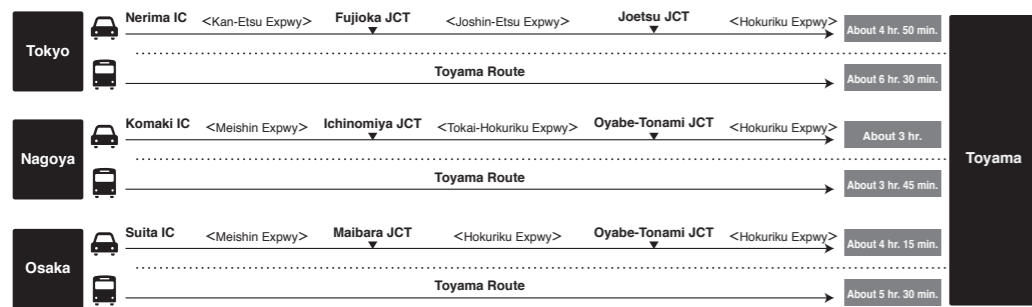 Tokyo
Nerima IC <Kan-Etsu Expwy> Fujioka JCT <Joshin-Etsu Expwy> Joetsu JCT <Hokuriku Expwy> About 4 hr. 50 min.
Toyama Route About 6 hr. 30 min.
Nagoya
Komaki IC <Meishin Expwy> Ichinomiya JCT <Tokai-Hokuriku Expwy> Oyabe-Tonami JCT <Hokuriku Expwy> About 3 hr.
Toyama Route About 3 hr. 45 min.
Osaka
Suita IC <Meishin Expwy> Maibara JCT <Hokuriku Expwy> Oyabe-Tonami JCT <Hokuriku Expwy> About 4 hr. 15 min.
Toyama Route About 5 hr. 30 min.
Toyama